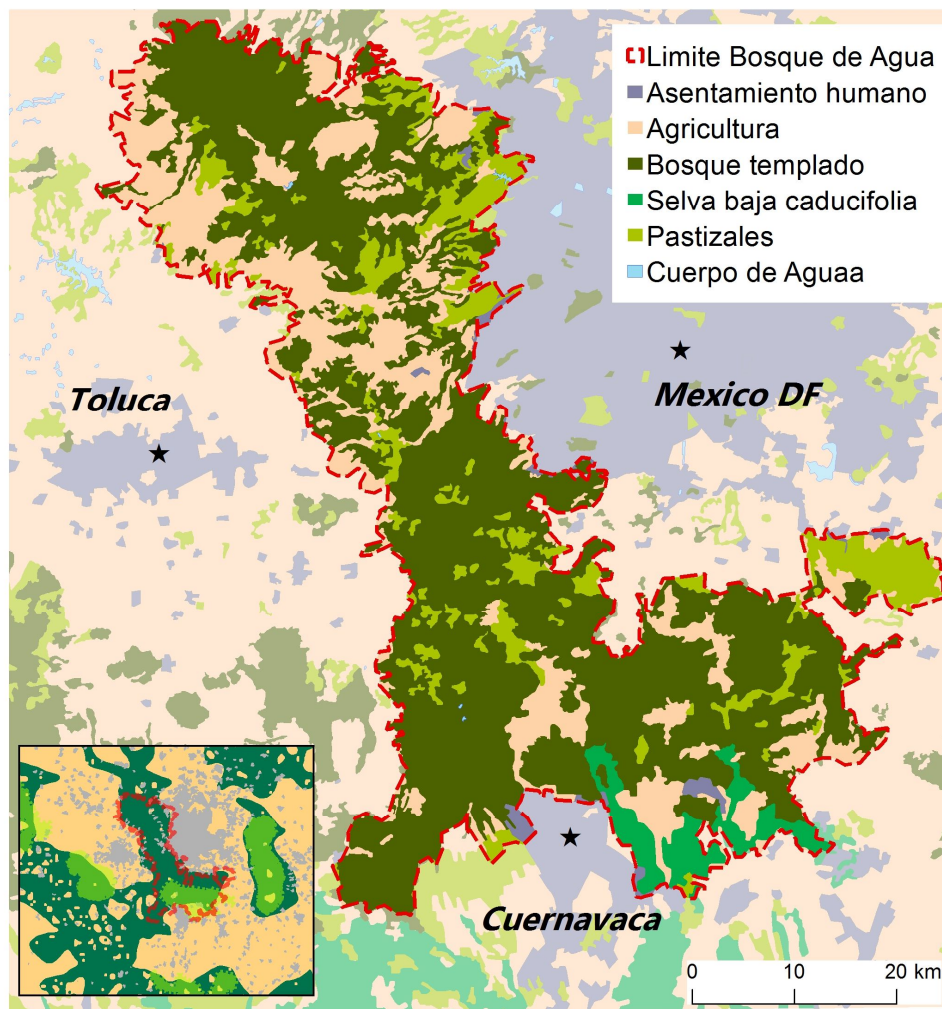 Limite Bosque de Agua
Asentamiento humano
Agricultura
Bosque templado
Selva baja caducifolia
Pastizales
Cuerpo de Aguaa
Toluca
Mexico DF
Cuernavaca
0 10 20 km